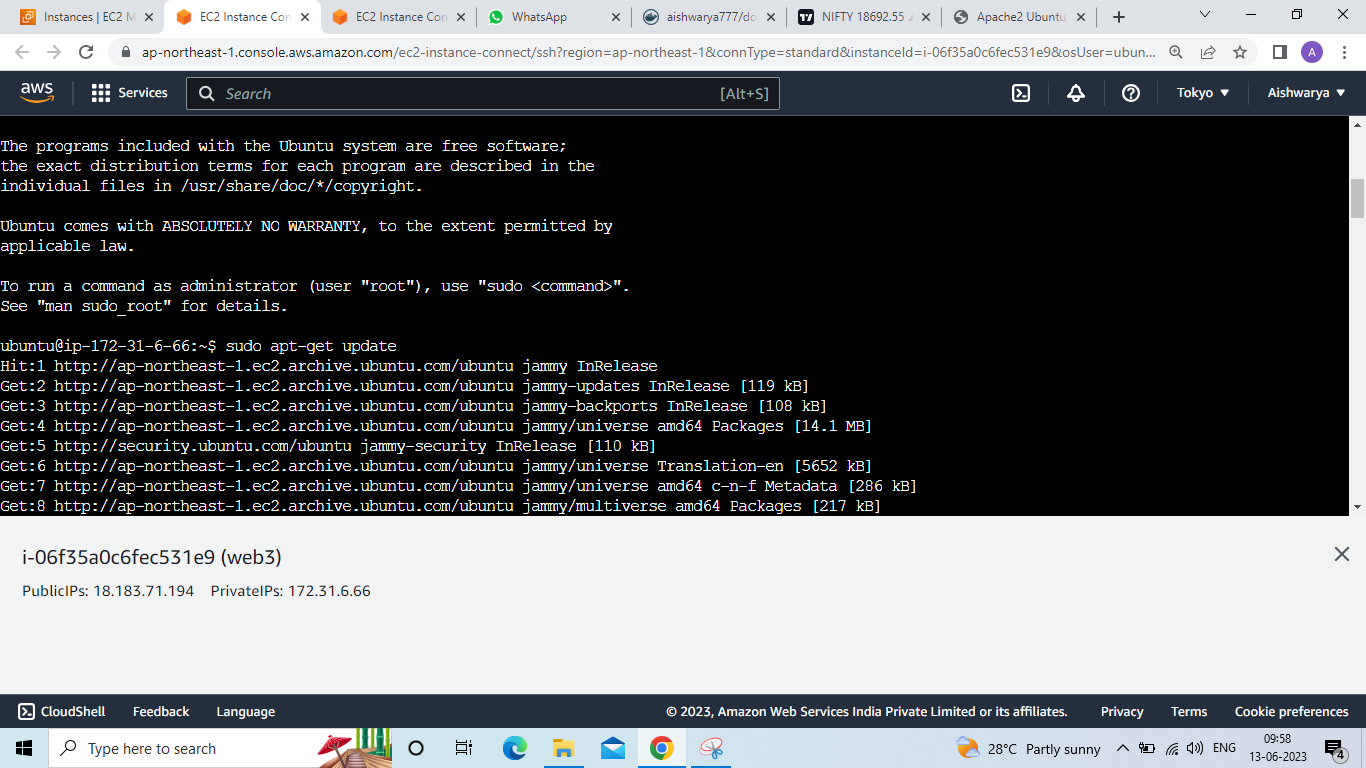 Instances | EC2 M
EC2 Instance Con
EC2 Instance Con
WhatsApp
aishwarya777/do
NIFTY 18692.55
Apache2 Ubuntu
ap-northeast-1.console.aws.amazon.com/ec2-instance-connect/ssh?region=ap-northeast-1&connType=standard&instanceId=i-06f35a0c6fec531e9&osUser=ubun...
A
aws
Services
Search
[Alt+S]
Tokyo
Aishwarya
The programs included with the Ubuntu system are free software;
the exact distribution terms for each program are described in the
individual files in /usr/share/doc/*/copyright.
Ubuntu comes with ABSOLUTELY NO WARRANTY, to the extent permitted by
applicable law.
To run a command as administrator (user "root"), use "sudo <command>".
See "man sudo_root" for details.
ubuntu@ip-172-31-6-66:~$ sudo apt-get update
Hit:1 http://ap-northeast-1.ec2.archive.ubuntu.com/ubuntu jammy InRelease
Get:2 http://ap-northeast-1.ec2.archive.ubuntu.com/ubuntu jammy-updates InRelease [119 kB]
Get:3 http://ap-northeast-1.ec2.archive.ubuntu.com/ubuntu jammy-backports InRelease [108 kB]
Get:4 http://ap-northeast-1.ec2.archive.ubuntu.com/ubuntu jammy/universe amd64 Packages [14.1 MB]
Get:5 http://security.ubuntu.com/ubuntu jammy-security InRelease [110 kB]
Get:6 http://ap-northeast-1.ec2.archive.ubuntu.com/ubuntu jammy/universe Translation-en [5652 kB]
Get:7 http://ap-northeast-1.ec2.archive.ubuntu.com/ubuntu jammy/universe amd64 c-n-f Metadata [286 kB]
Get:8 http://ap-northeast-1.ec2.archive.ubuntu.com/ubuntu jammy/multiverse amd64 Packages [217 kB]
i-06f35a0c6fec531e9 (web3)
PublicIPs: 18.183.71.194 PrivateIPs: 172.31.6.66
CloudShell
Feedback
Language
© 2023, Amazon Web Services India Private Limited or its affiliates.
Privacy
Terms
Cookie preferences
Type here to search
28°C Partly sunny
ENG
09:58
13-06-2023
4